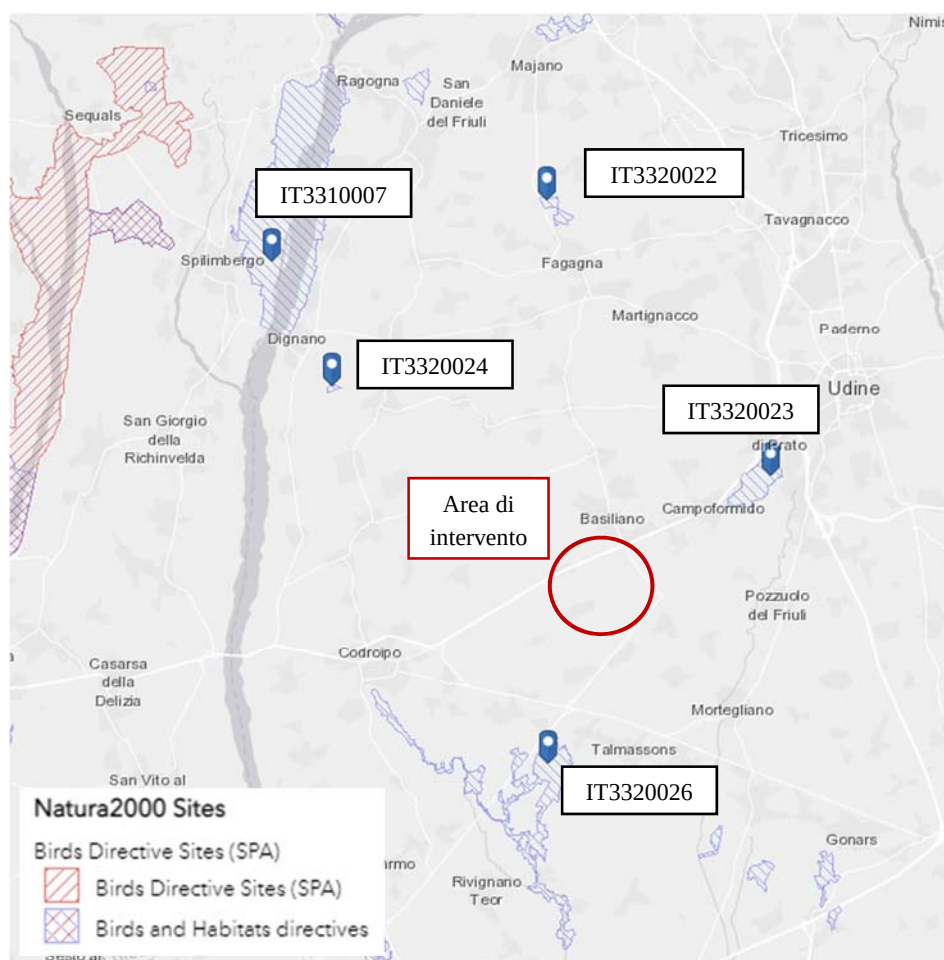 Nimis
Ragogna
San
Daniele
del Friuli
Majano
Sequals
Tricesimo
IT3310007
IT3320022
Tavagnacco
Spilimbergo
Fagagna
Martignacco
Paderno
Dignano
IT3320024
Udine
IT3320023
San Giorgio
della
Richinvelda
di Prato
Area di
intervento
Basiliano
Campoformido
Pozzuolo
del Friuli
Codroipo
Casarsa
della
Delizia
Mortegliano
Talmassons
San Vito al
IT3320026
Natura2000 Sites
Birds Directive Sites (SPA)
Birds Directive Sites (SPA)
Birds and Habitats directives
Gonars
Rivignano
Teor